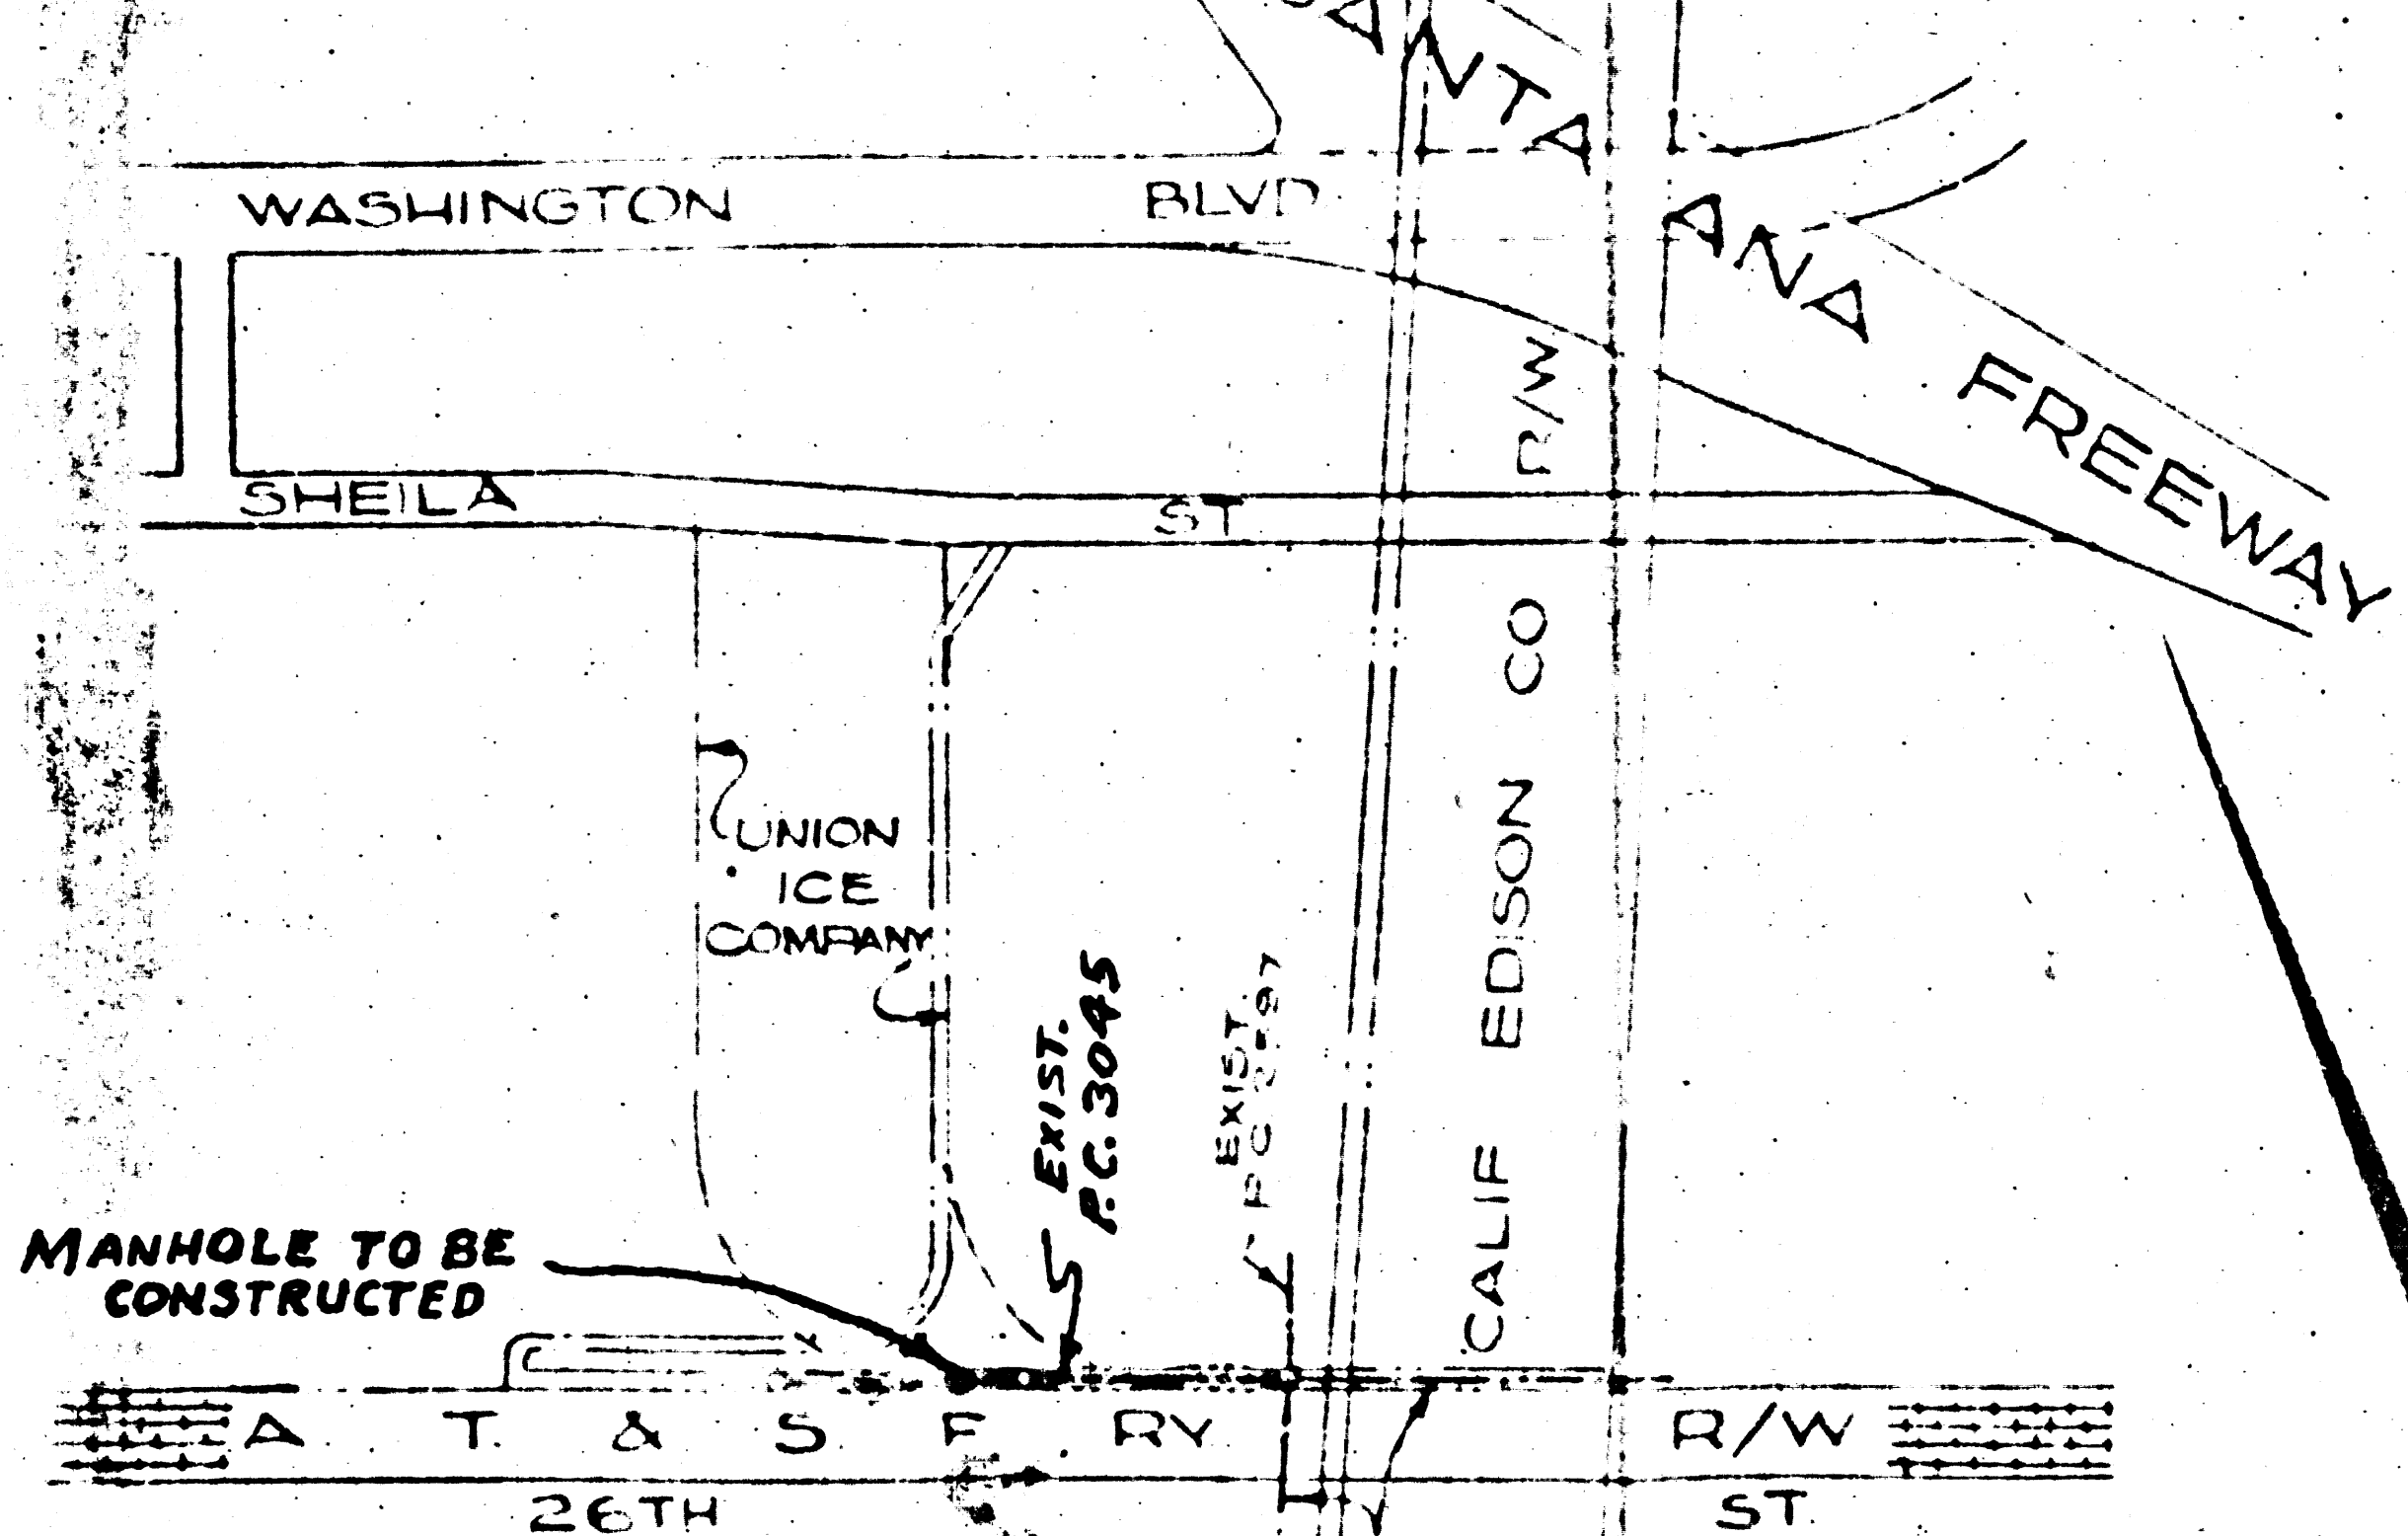 SANTA ANA FREEWAY
WASHINGTON BLVD
SHEILA ST
R/W
CALIF EDISON CO
UNION
ICE
COMPANY
EXIST.
P.C. 3045
EXIST.
P.C.
MANHOLE TO BE
CONSTRUCTED
A. T. & S. F. RY R/W
26TH ST.